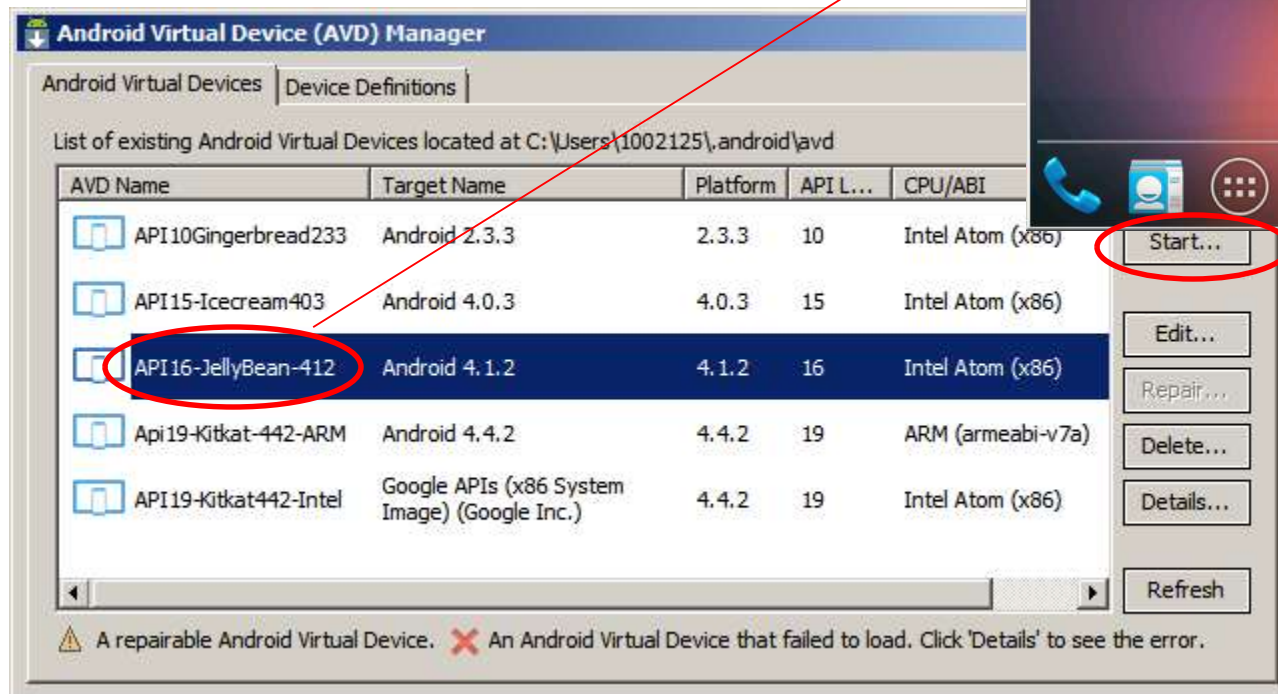 Android Virtual Device (AVD) Manager
Android Virtual Devices Device Definitions
List of existing Android Virtual Devices located at C:\Users\1002125\.android\avd
AVD Name Target Name Platform API L... CPU/ABI
API10Gingerbread233 Android 2.3.3 2.3.3 10 Intel Atom (x86) Start...
API15-Icecream403 Android 4.0.3 4.0.3 15 Intel Atom (x86)
Edit...
API16-JellyBean-412 Android 4.1.2 4.1.2 16 Intel Atom (x86)
Repair...
Api19-Kitkat-442-ARM Android 4.4.2 4.4.2 19 ARM (armeabi-v7a)
Delete...
API19-Kitkat442-Intel Google APIs (x86 System
Image) (Google Inc.) 4.4.2 19 Intel Atom (x86) Details...
Refresh
A repairable Android Virtual Device. An Android Virtual Device that failed to load. Click 'Details' to see the error.